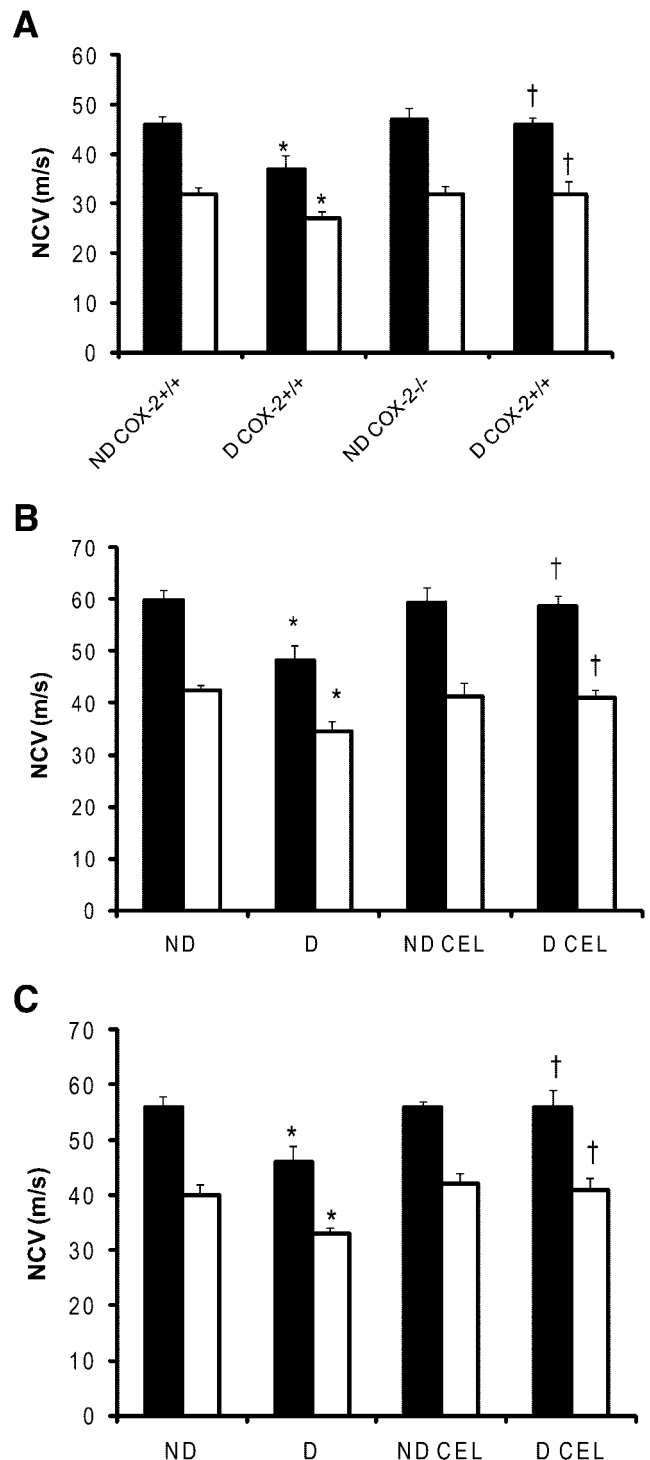 A
60
50
40
30
20
10
0
NCV (m/s)
* * † †
ND COX-2+/+ D COX-2+/+ ND COX-2-/- D COX-2+/+
B
70
60
50
40
30
20
10
0
NCV (m/s)
* * † †
ND D ND CEL D CEL
C
70
60
50
40
30
20
10
0
NCV (m/s)
* * † †
ND D ND CEL D CEL